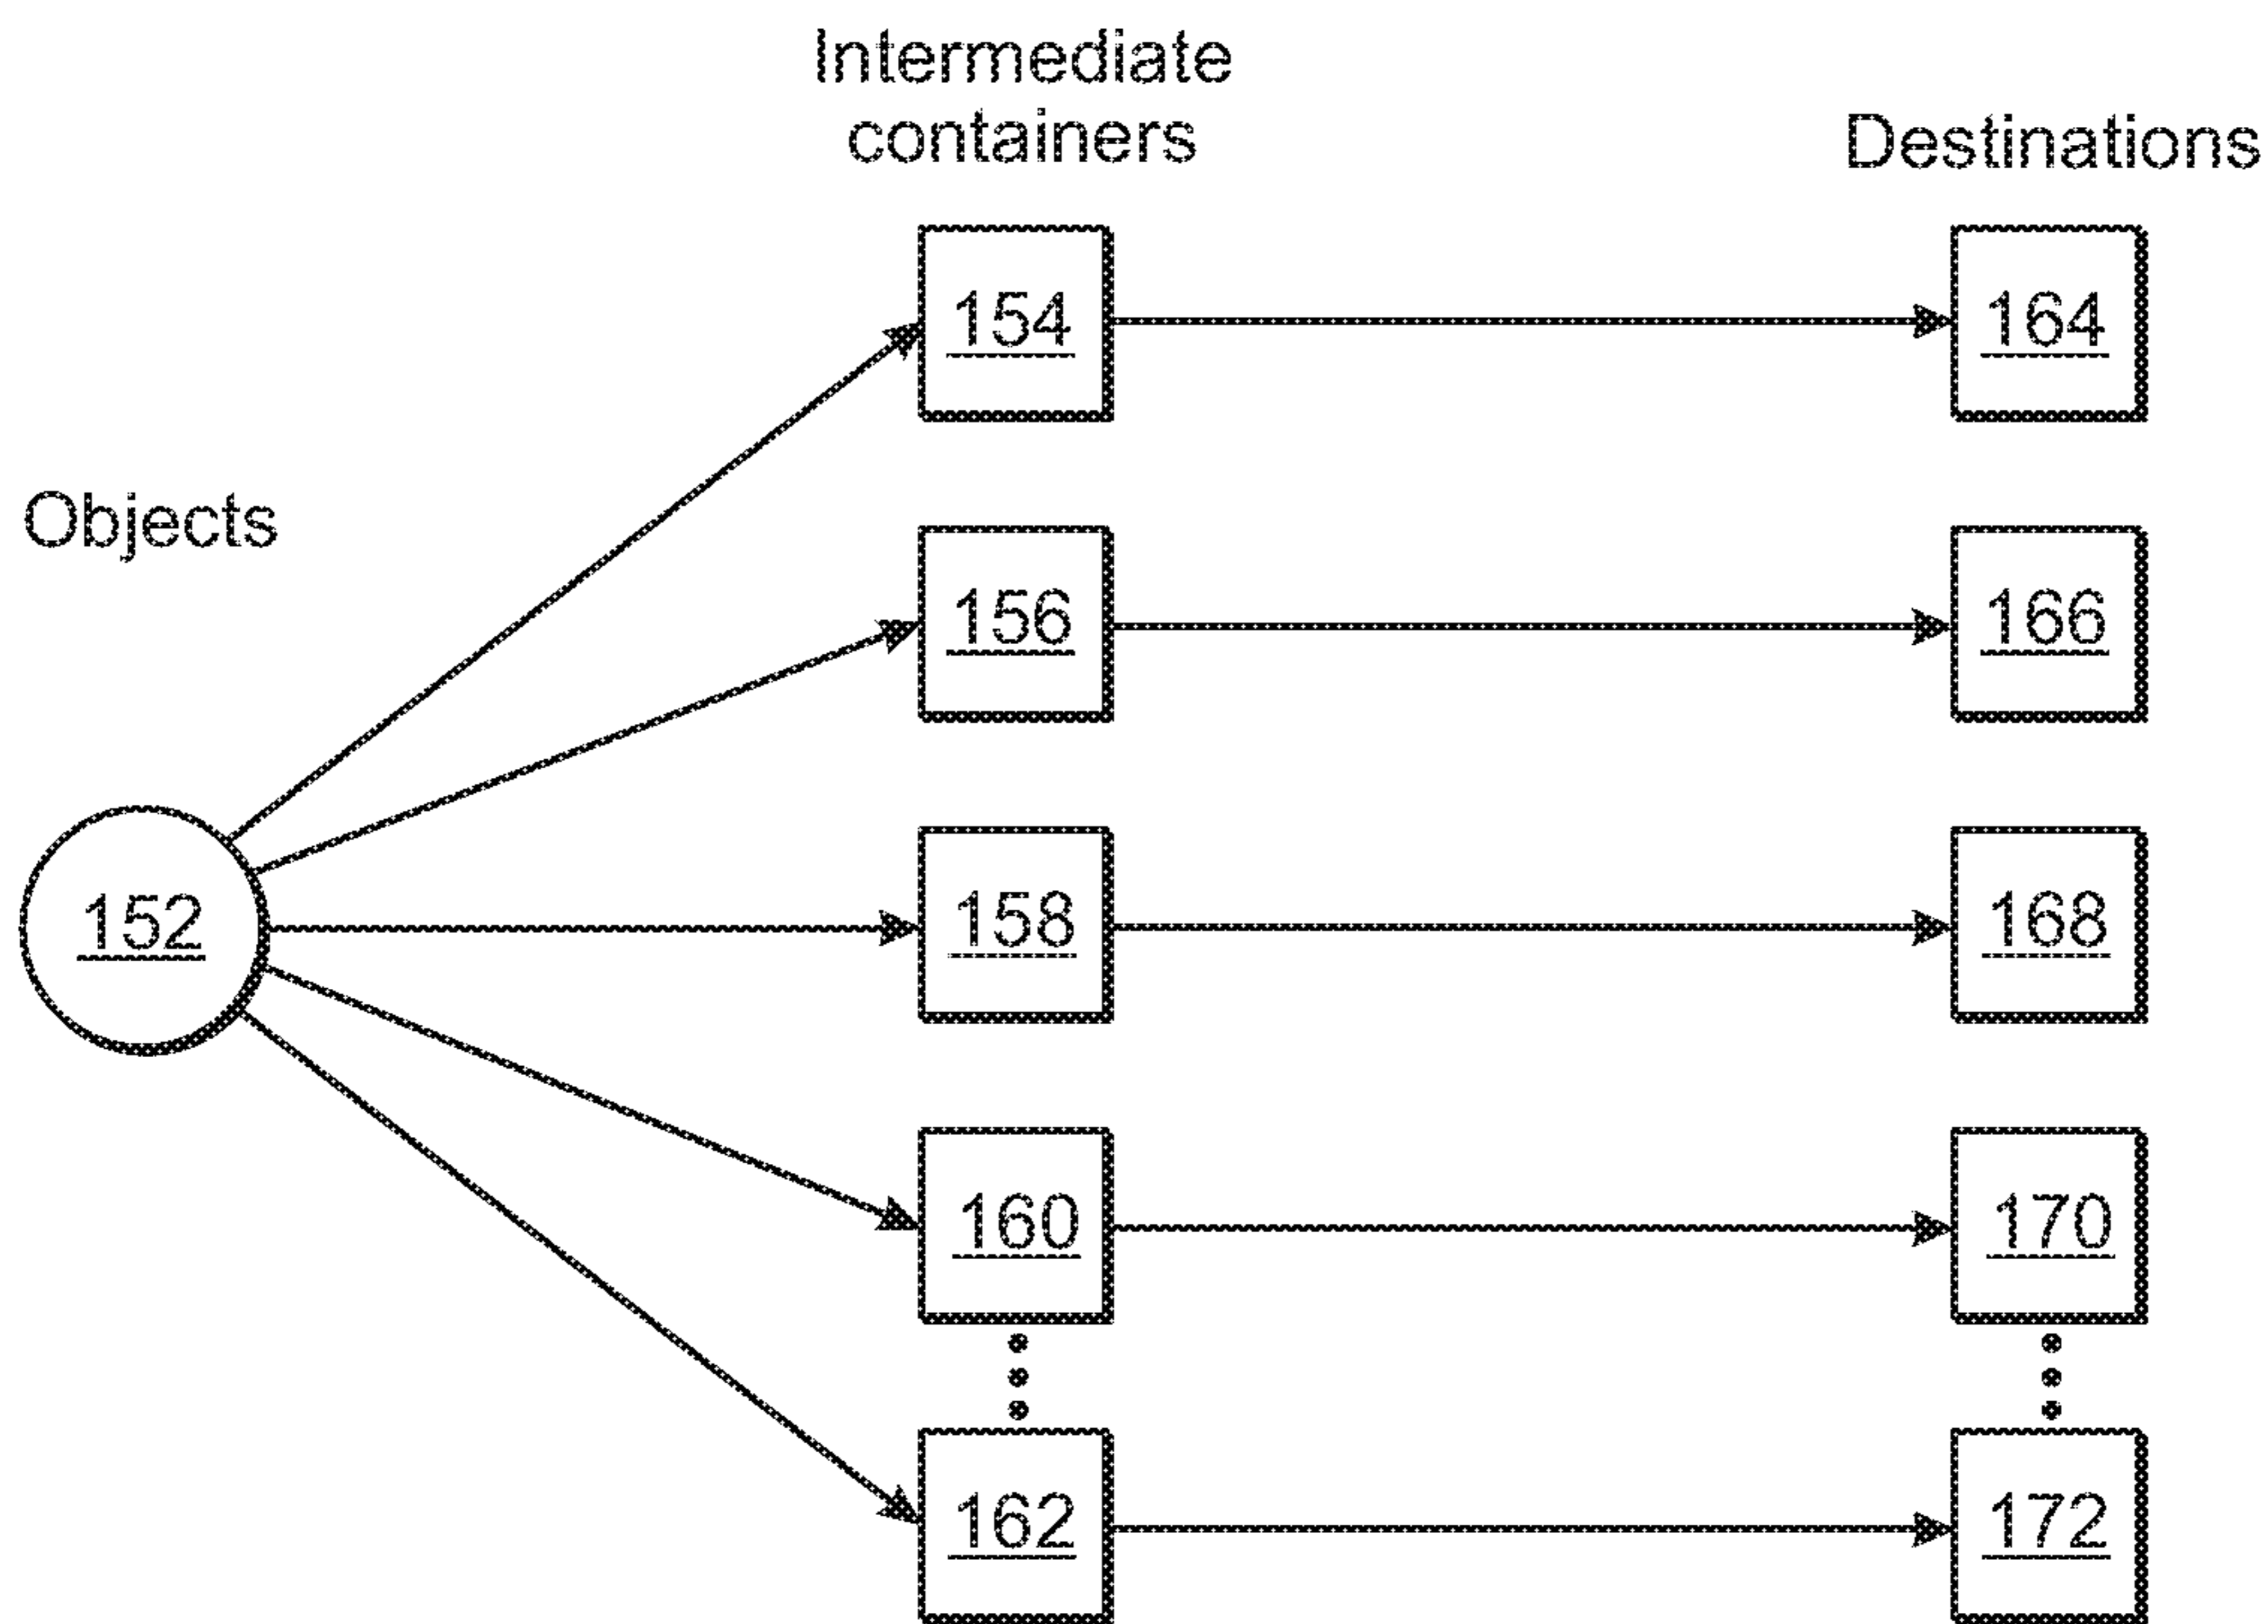 Intermediate
containers
Destinations
154
164
Objects
156
166
152
158
168
160
170
162
172